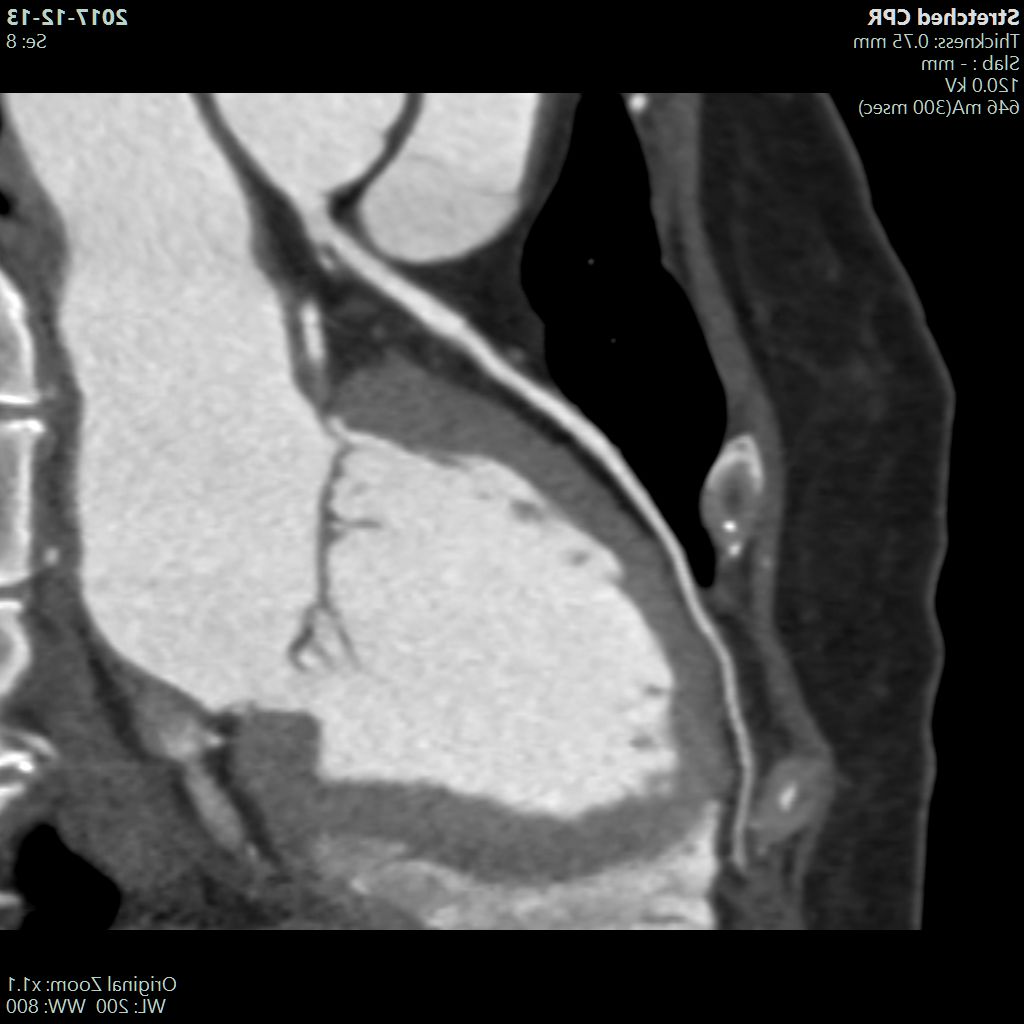 Stretched CPR
Thickness: 0.75 mm
Slab : - mm
120.0 kV
646 mA(300 msec)
2017-12-13
Se: 8
Original Zoom: x1.1
WL: 200 WW: 800